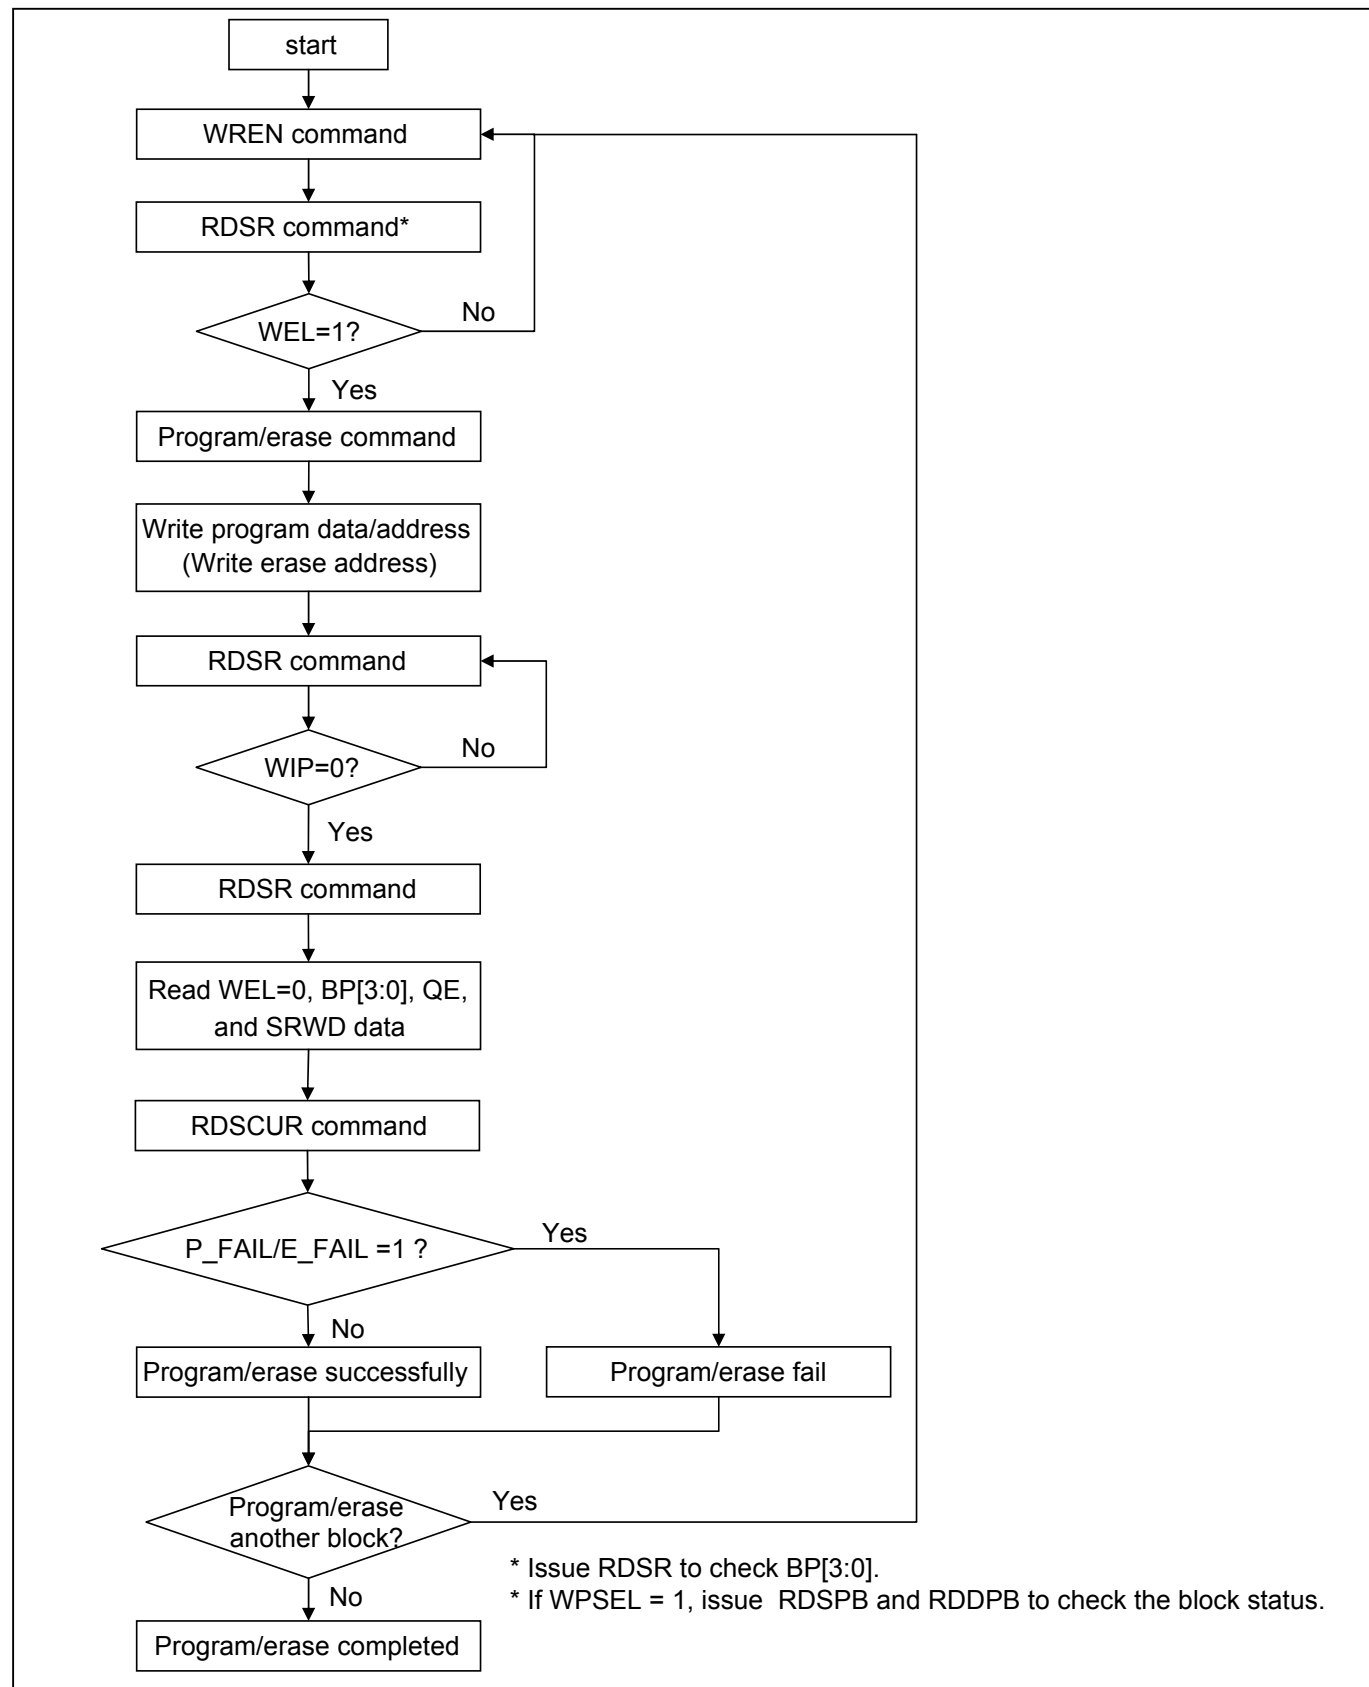 start
WREN command
RDSR command*
WEL=1?
No
Yes
Program/erase command
Write program data/address
(Write erase address)
RDSR command
WIP=0?
No
Yes
RDSR command
Read WEL=0, BP[3:0], QE,
and SRWD data
RDSCUR command
P_FAIL/E_FAIL =1 ?
Yes
No
Program/erase successfully
Program/erase fail
Program/erase
another block?
Yes
* Issue RDSR to check BP[3:0].
* If WPSEL = 1, issue  RDSPB and RDDPB to check the block status.
No
Program/erase completed